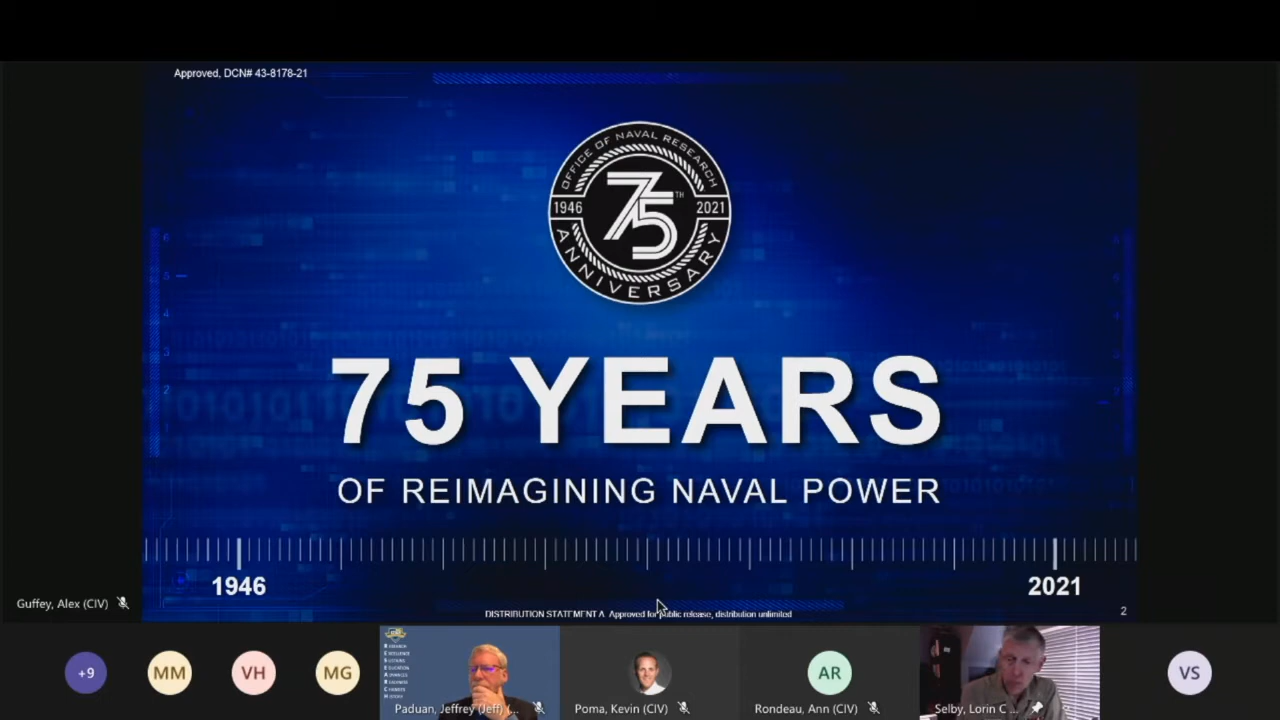 Approved, DCN# 43-8178-21
OFFICE OF NAVAL RESEARCH
1946 75TH 2021
ANNIVERSARY
75 YEARS
OF REIMAGINING NAVAL POWER
1946 2021
DISTRIBUTION STATEMENT A Approved for public release, distribution unlimited
2
Guffey, Alex (CIV)
+9
MM
VH
MG
Paduan, Jeffrey (Jeff) (...
Poma, Kevin (CIV)
AR
Rondeau, Ann (CIV)
Selby, Lorin C ...
VS